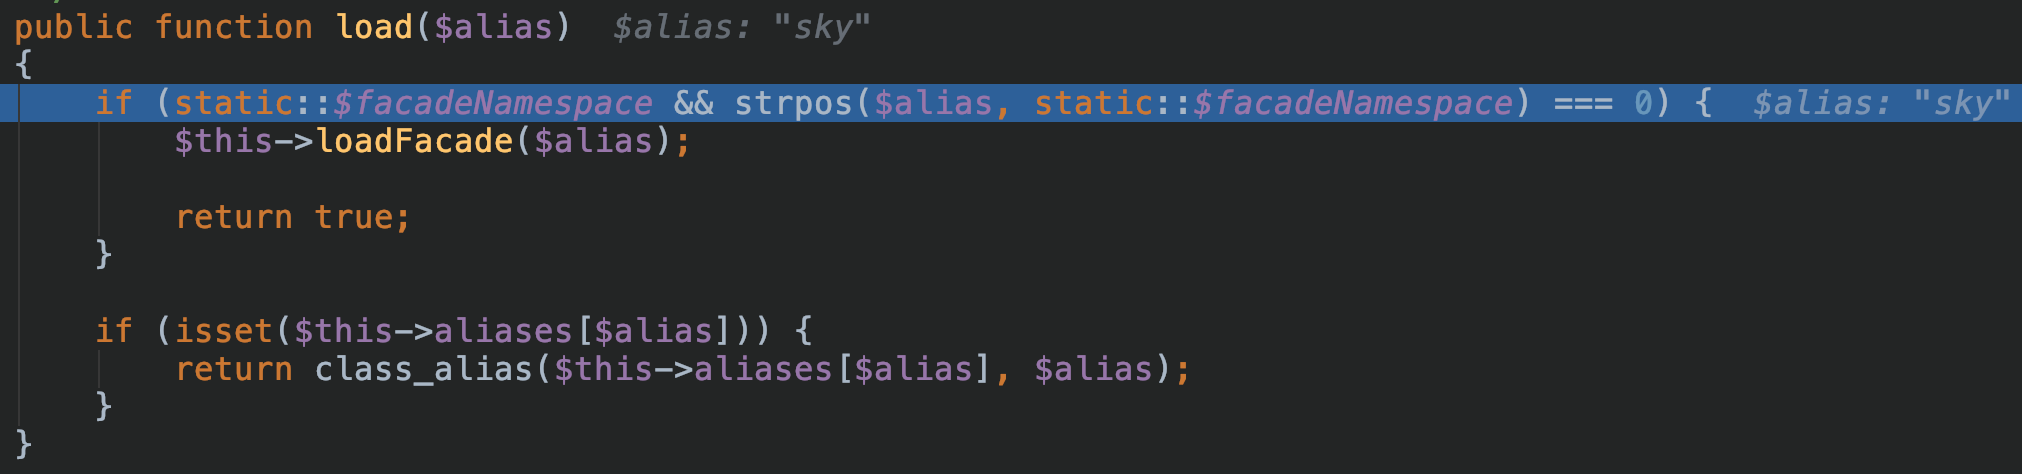 public function load($alias)  $alias: "sky"
{
    if (static::$facadeNamespace && strpos($alias, static::$facadeNamespace) === 0) {  $alias: "sky"
        $this->loadFacade($alias);

        return true;
    }

    if (isset($this->aliases[$alias])) {
        return class_alias($this->aliases[$alias], $alias);
    }
}